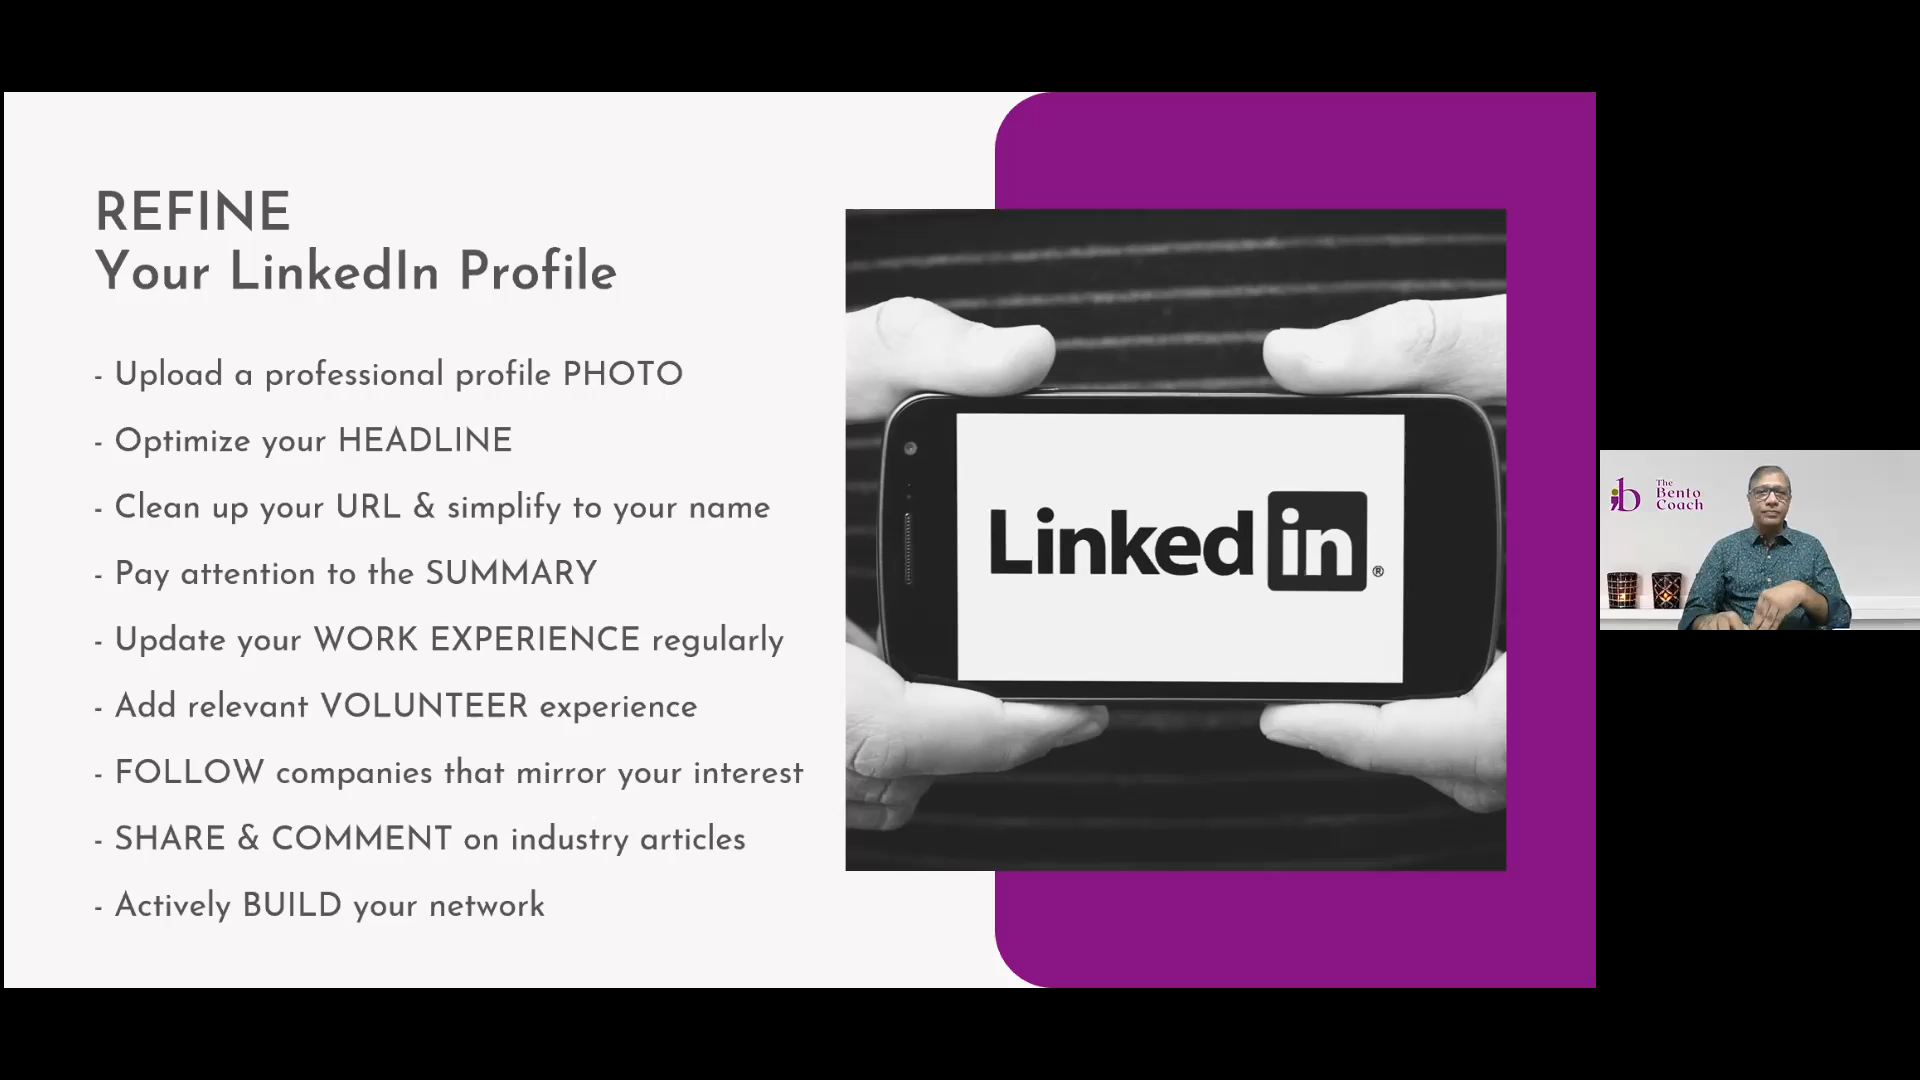 REFINE
Your LinkedIn Profile
- Upload a professional profile PHOTO
- Optimize your HEADLINE
- Clean up your URL & simplify to your name
- Pay attention to the SUMMARY
- Update your WORK EXPERIENCE regularly
- Add relevant VOLUNTEER experience
- FOLLOW companies that mirror your interest
- SHARE & COMMENT on industry articles
- Actively BUILD your network
Linked in ®
b
The
Bento
Coach